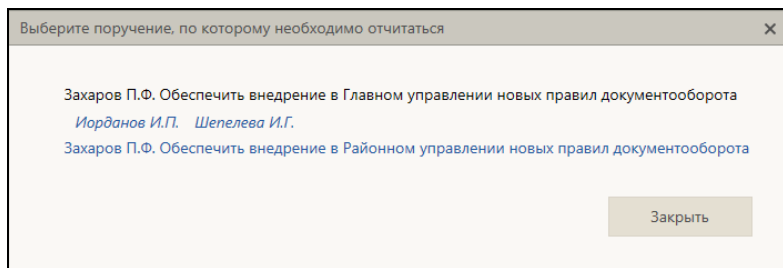 Выберите поручение, по которому необходимо отчитаться
Захаров П.Ф. Обеспечить внедрение в Главном управлении новых правил документооборота
Иорданов И.П. Шепелева И.Г.
Захаров П.Ф. Обеспечить внедрение в Районном управлении новых правил документооборота
Закрыть